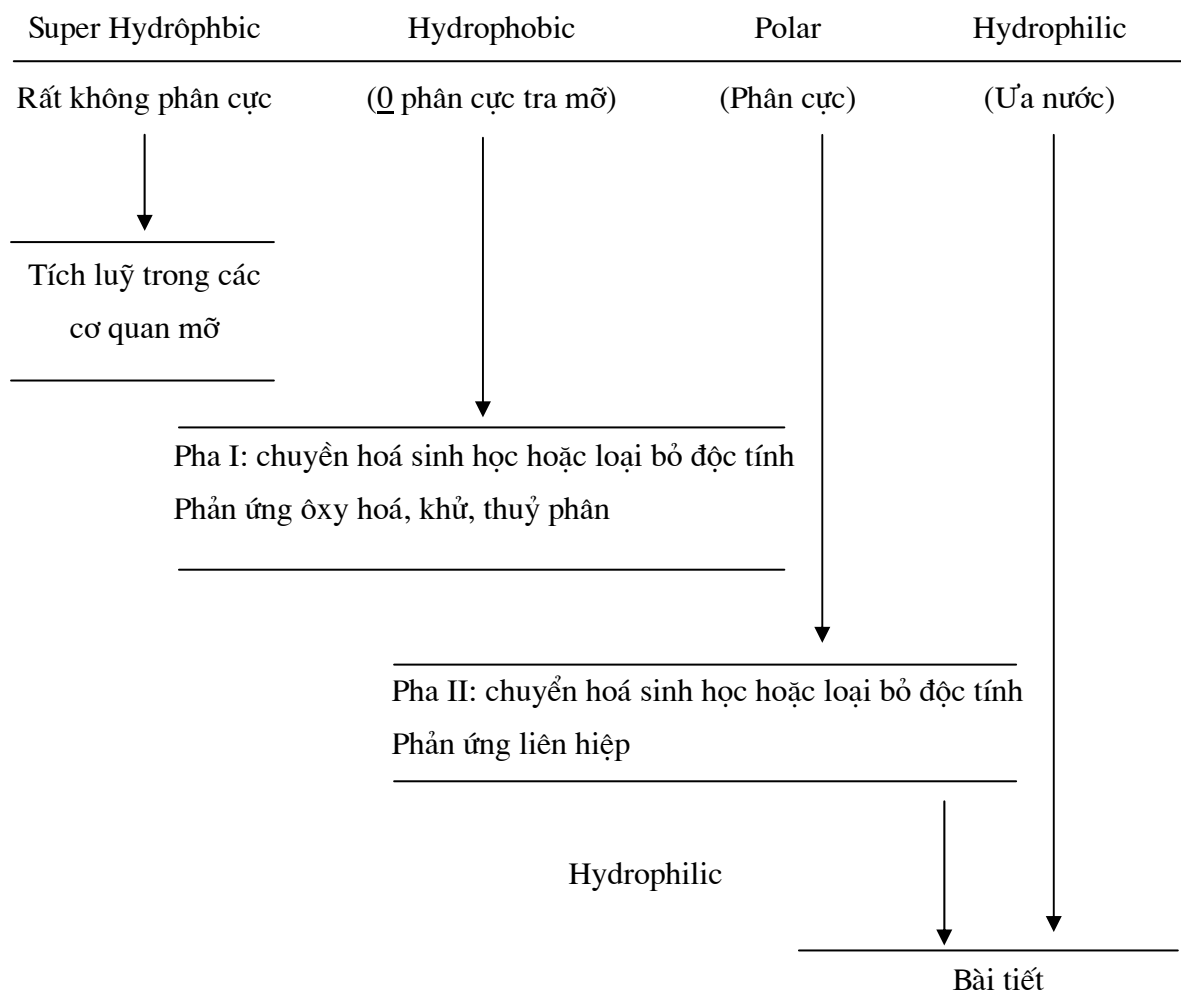 Super Hydrôphbic Hydrophobic Polar Hydrophilic
Rất không phân cực (0 phân cực tra mỡ) (Phân cực) (Ưa nước)
Tích luỹ trong các
cơ quan mỡ
Pha I: chuyền hoá sinh học hoặc loại bỏ độc tính
Phản ứng ôxy hoá, khử, thuỷ phân
Pha II: chuyển hoá sinh học hoặc loại bỏ độc tính
Phản ứng liên hiệp
Hydrophilic
Bài tiết